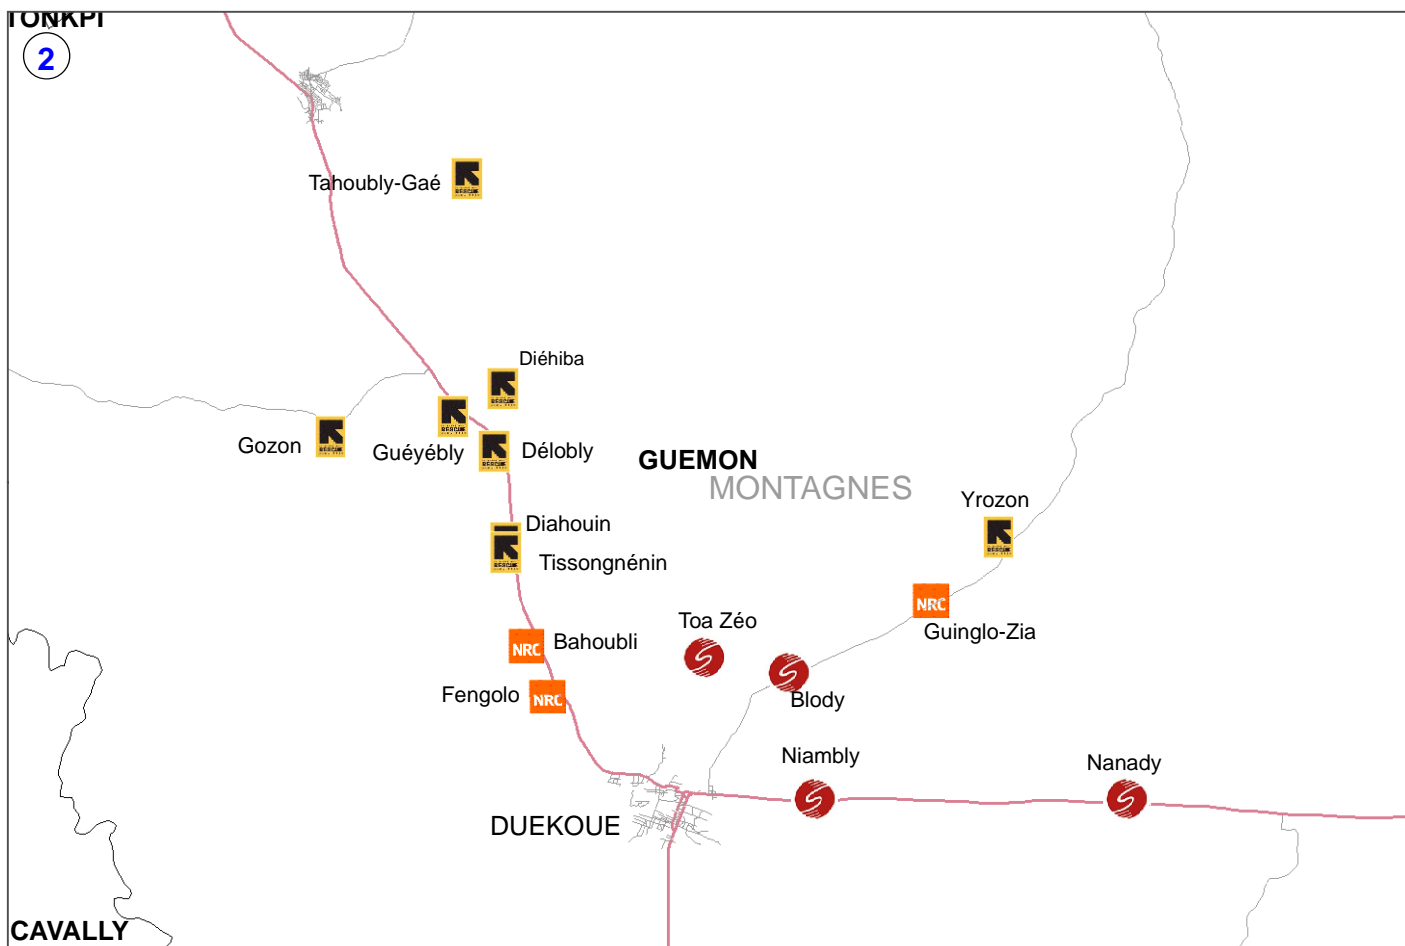 TONKPI
2
Tahoubly-Gaé
Diéhiba
Gozon
Guéyébly
Délobly
GUEMON
MONTAGNES
Yrozon
Diahouin
Tissongnénin
NRC
Guinglo-Zia
Toa Zéo
NRC
Bahoubli
Fengolo
NRC
Blody
Niambly
Nanady
DUEKOUE
CAVALLY